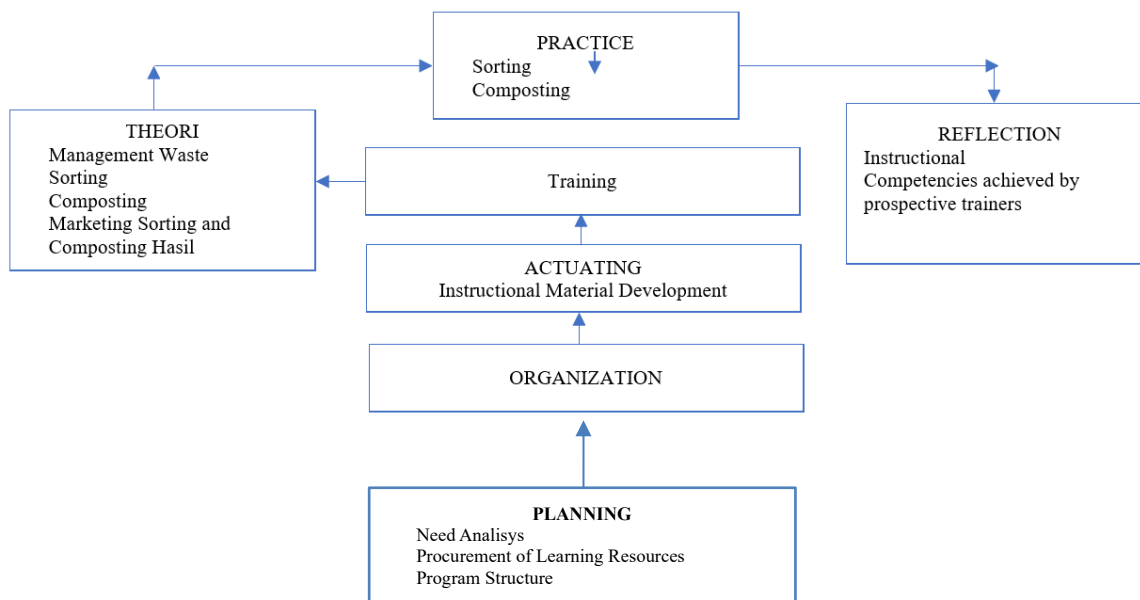 PRACTICE
Sorting
Composting
THEORI
Management Waste
Sorting
Composting
Marketing Sorting and
Composting Hasil
REFLECTION
Instructional
Competencies achieved by
prospective trainers
Training
ACTUATING
Instructional Material Development
ORGANIZATION
PLANNING
Need Analisys
Procurement of Learning Resources
Program Structure